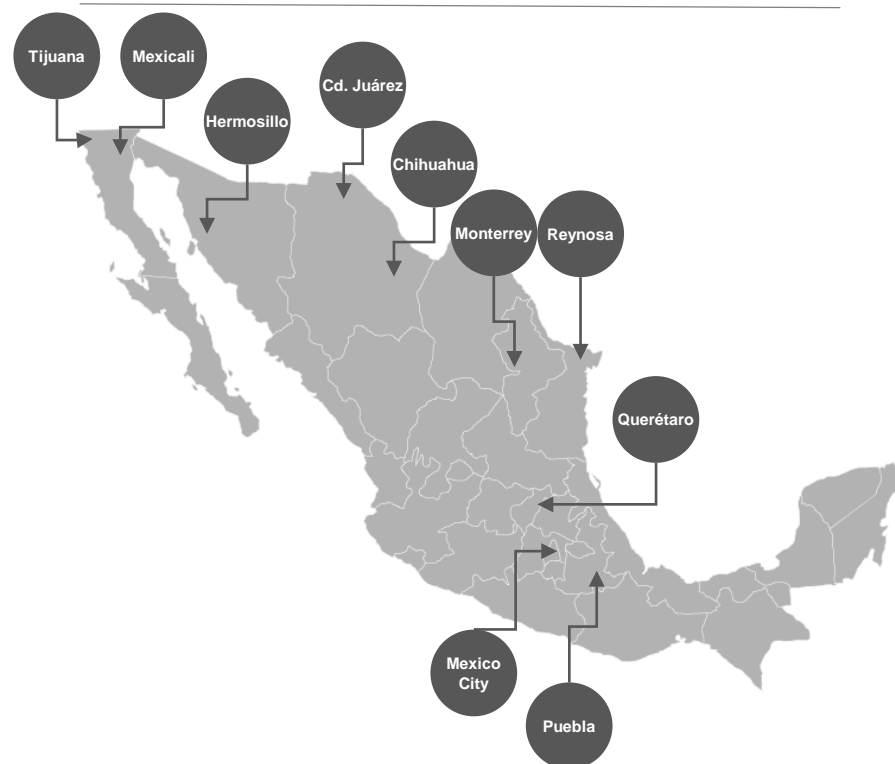 Tijuana
Mexicali
Cd. Juárez
Hermosillo
Chihuahua
Monterrey
Reynosa
Querétaro
Mexico
City
Puebla